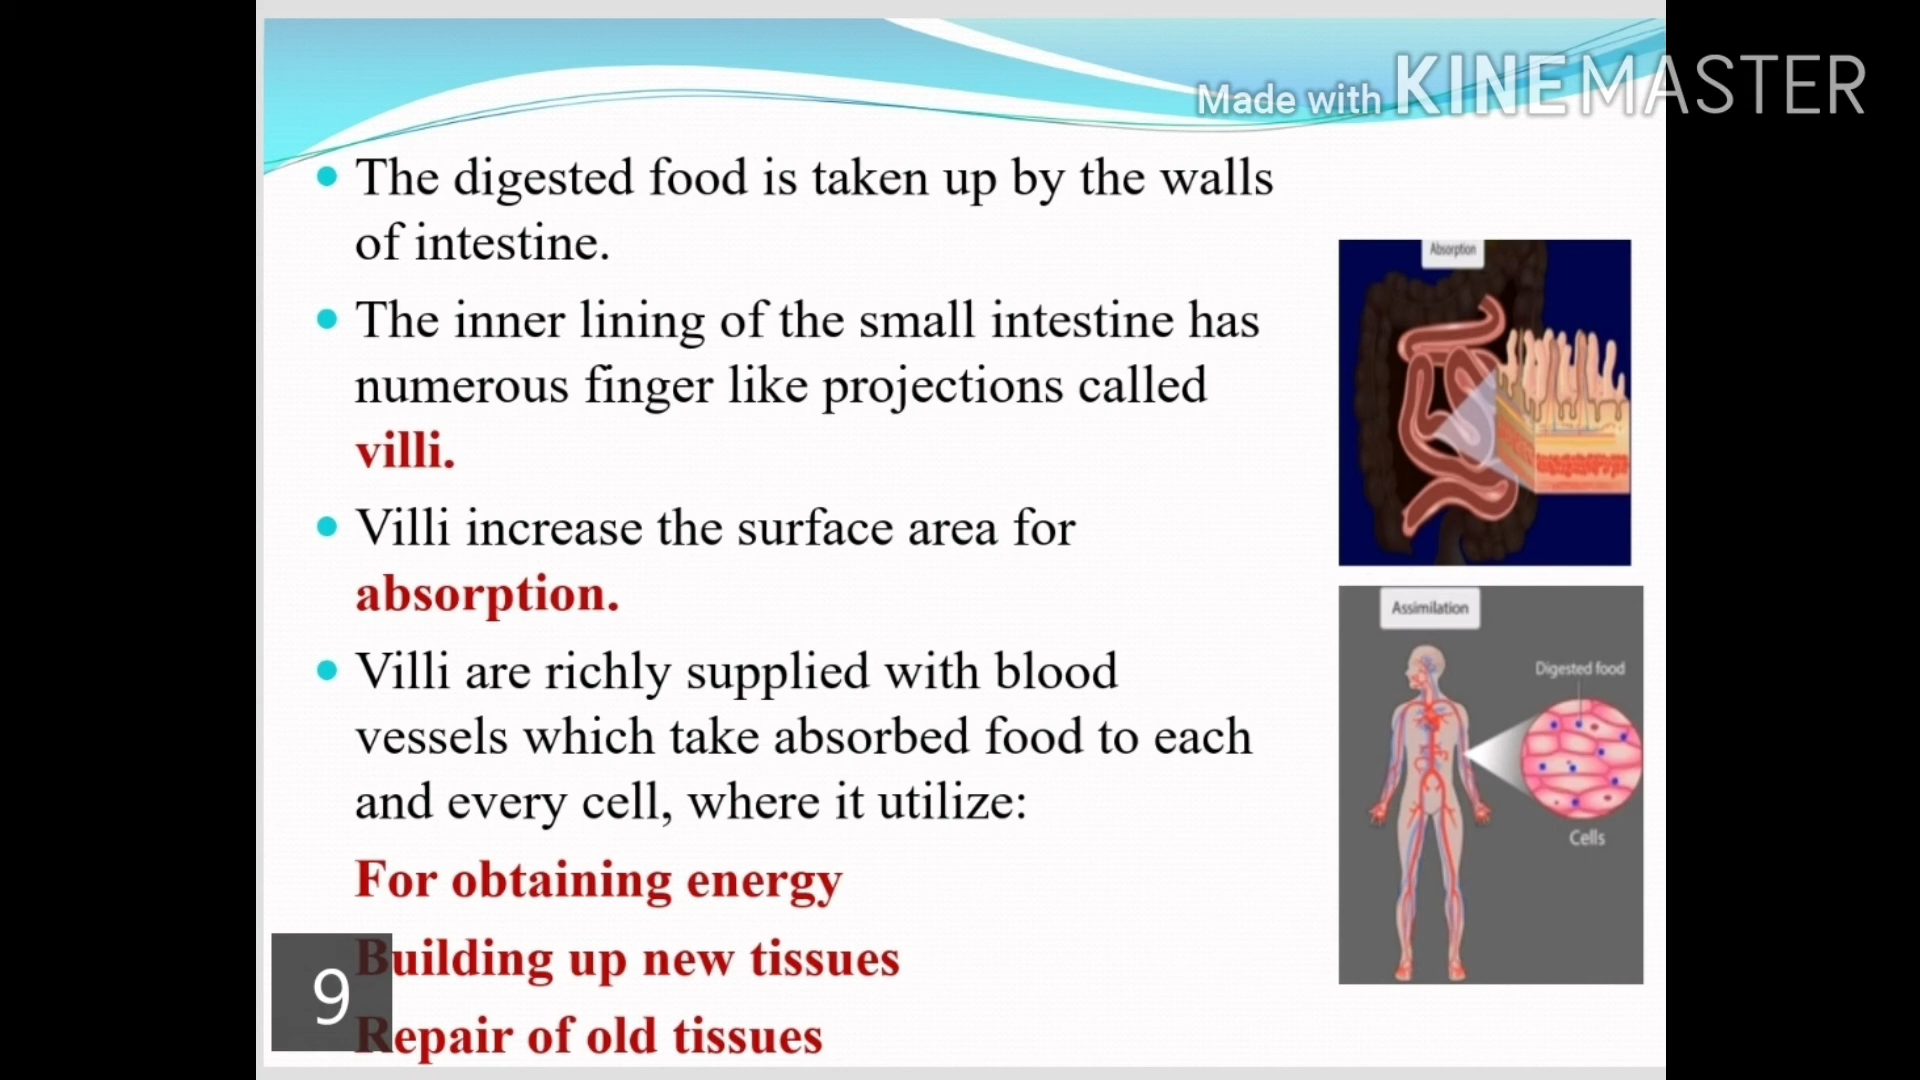 Made with KINEMASTER
The digested food is taken up by the walls
of intestine.
The inner lining of the small intestine has
numerous finger like projections called
villi.
Villi increase the surface area for
absorption.
Villi are richly supplied with blood
vessels which take absorbed food to each
and every cell, where it utilize:
For obtaining energy
Building up new tissues
Repair of old tissues
9
Absorption
Assimilation
Digested food
Cells